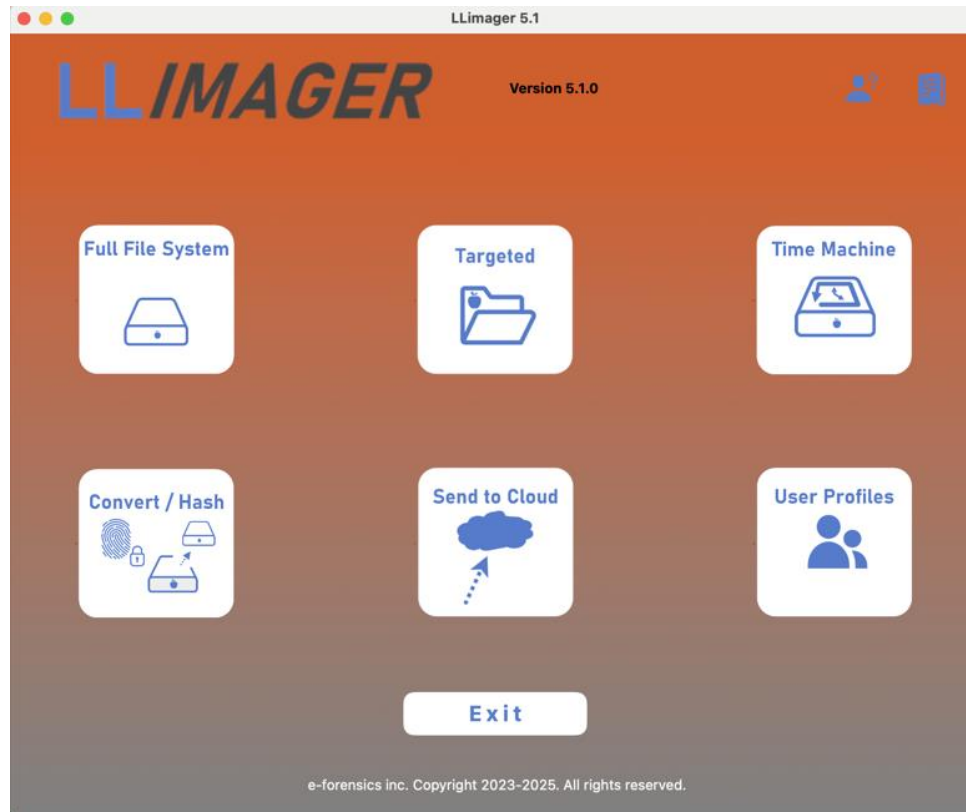 LLimager 5.1
LLIMAGER
Version 5.1.0
Full File System
Targeted
Time Machine
Convert / Hash
Send to Cloud
User Profiles
Exit
e-forensics inc. Copyright 2023-2025. All rights reserved.